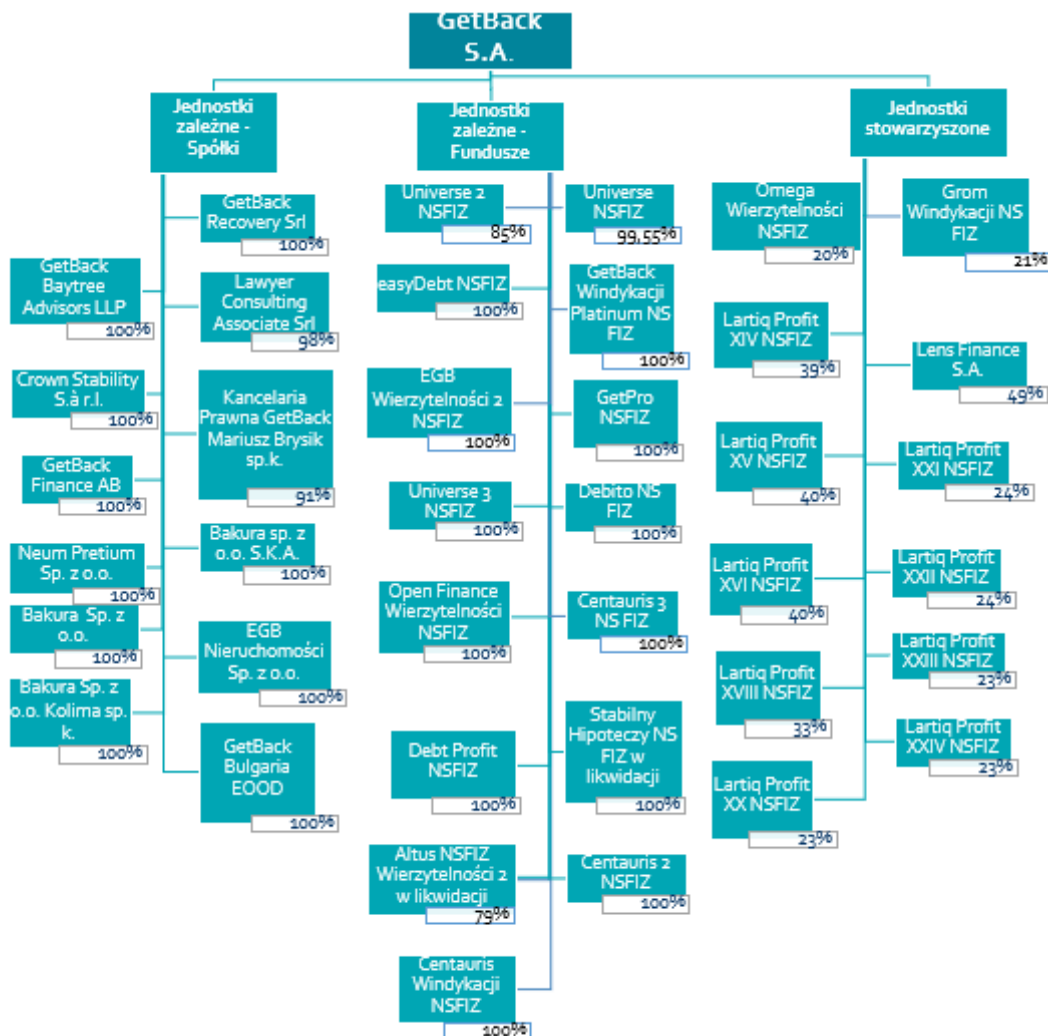 GetBack
S.A.
Jednostki
zależne -
Spółki
Jednostki
zależne -
Fundusze
Jednostki
stowarzyszone
GetBack
Recovery Srl
100%
GetBack
Baytree
Advisors LLP
100%
Lawyer
Consulting
Associate Srl
98%
Crown Stability
S.à r.l.
100%
Kancelaria
Prawna GetBack
Mariusz Brysik
sp.k.
91%
GetBack
Finance AB
100%
Neum Pretium
Sp. z o.o.
100%
Bakura sp. z
o.o. S.K.A.
100%
Bakura Sp. z
o.o.
100%
EGB
Nieruchomości
Sp. z o.o.
100%
Bakura Sp. z
o.o. Kolima sp.
k.
100%
GetBack
Bulgaria
EOOD
100%
Universe 2
NSFIZ
85%
Universe
NSFIZ
99,55%
easyDebt NSFIZ
100%
GetBack
Windykacji
Platinum NS
FIZ
100%
EGB
Wierzytelności 2
NSFIZ
100%
GetPro
NSFIZ
100%
Universe 3
NSFIZ
100%
Debito NS
FIZ
100%
Open Finance
Wierzytelności
NSFIZ
100%
Centauris 3
NS FIZ
100%
Debt Profit
NSFIZ
100%
Stabilny
Hipoteczy NS
FIZ w
likwidacji
100%
Altus NSFIZ
Wierzytelności 2
w likwidacji
79%
Centauris 2
NSFIZ
100%
Centauris
Windykacji
NSFIZ
100%
Omega
Wierzytelności
NSFIZ
20%
Grom
Windykacji NS
FIZ
21%
Lartiq Profit
XIV NSFIZ
39%
Lens Finance
S.A.
49%
Lartiq Profit
XV NSFIZ
40%
Lartiq Profit
XXI NSFIZ
24%
Lartiq Profit
XVI NSFIZ
40%
Lartiq Profit
XXII NSFIZ
24%
Lartiq Profit
XXIII NSFIZ
23%
Lartiq Profit
XVIII NSFIZ
33%
Lartiq Profit
XXIV NSFIZ
23%
Lartiq Profit
XX NSFIZ
23%